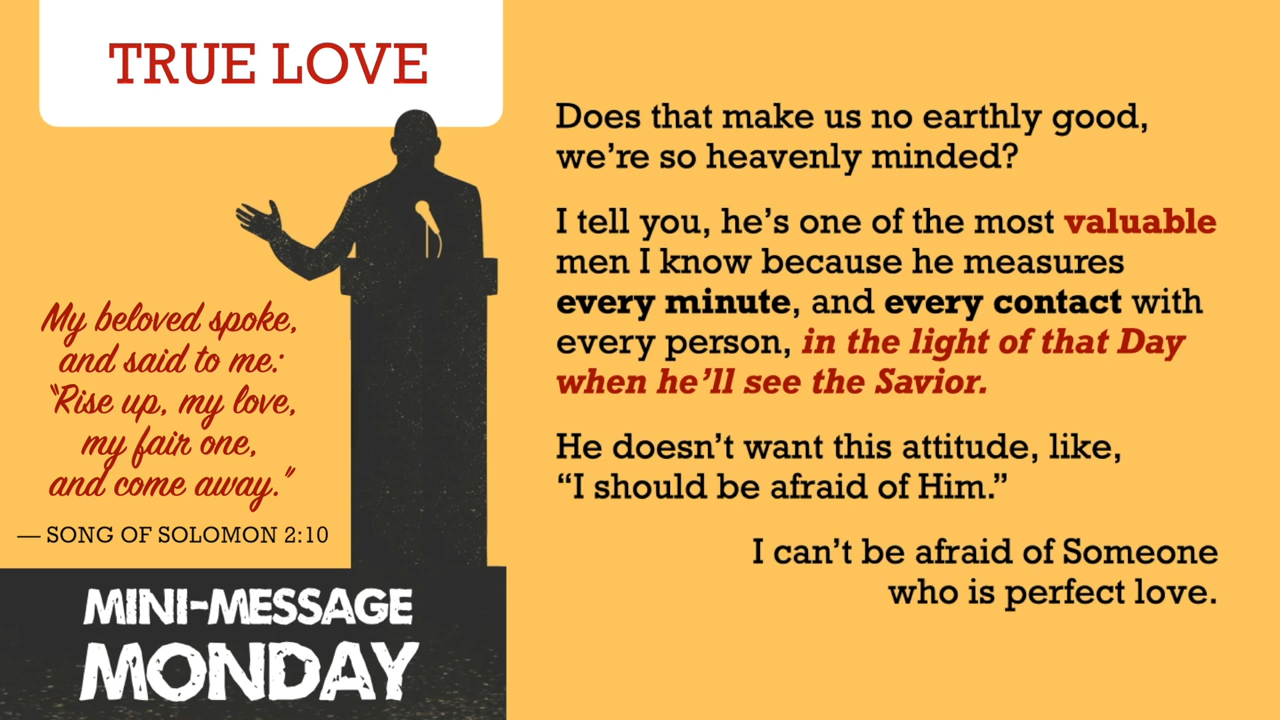 TRUE LOVE
My beloved spoke,
and said to me:
“Rise up, my love,
my fair one,
and come away.”
— SONG OF SOLOMON 2:10
MINI-MESSAGE
MONDAY
Does that make us no earthly good,
we’re so heavenly minded?
I tell you, he’s one of the most valuable
men I know because he measures
every minute, and every contact with
every person, in the light of that Day
when he’ll see the Savior.
He doesn’t want this attitude, like,
“I should be afraid of Him.”
I can’t be afraid of Someone
who is perfect love.